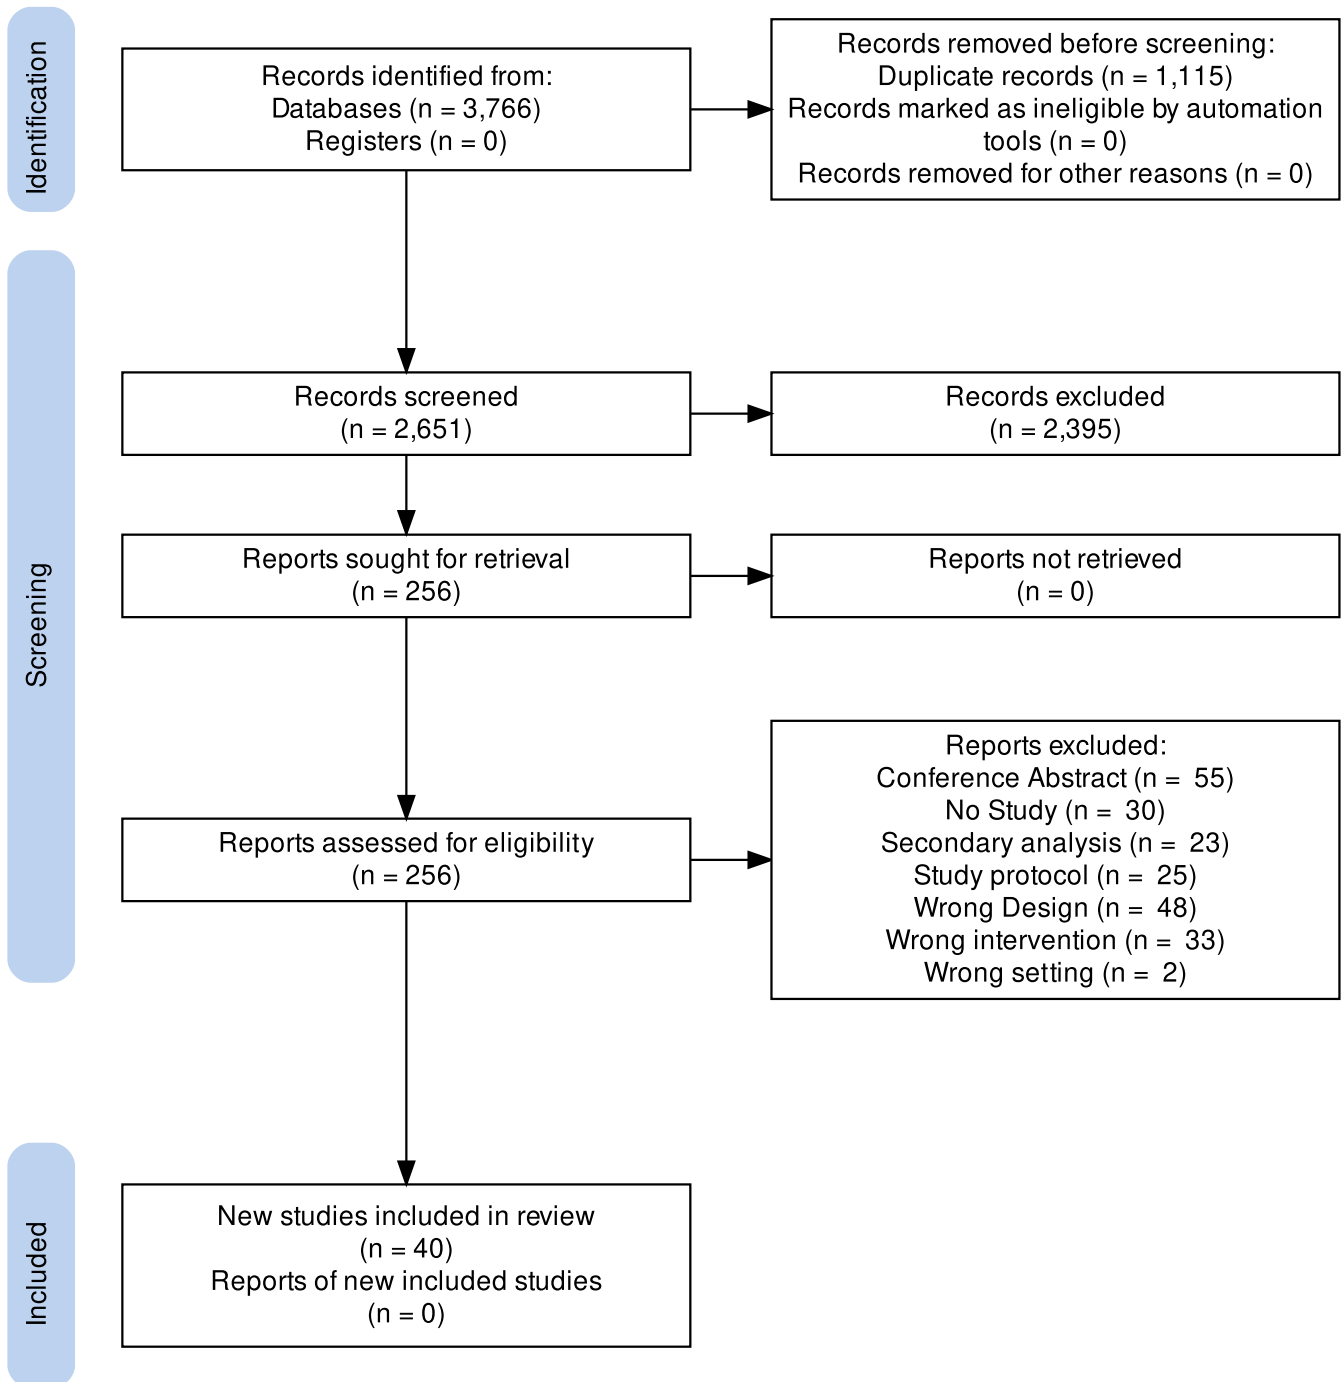 Identification
Records identified from:
Databases (n = 3,766)
Registers (n = 0)
Records removed before screening:
Duplicate records (n = 1,115)
Records marked as ineligible by automation
tools (n = 0)
Records removed for other reasons (n = 0)
Screening
Records screened
(n = 2,651)
Records excluded
(n = 2,395)
Reports sought for retrieval
(n = 256)
Reports not retrieved
(n = 0)
Reports assessed for eligibility
(n = 256)
Reports excluded:
Conference Abstract (n =  55)
No Study (n =  30)
Secondary analysis (n =  23)
Study protocol (n =  25)
Wrong Design (n =  48)
Wrong intervention (n =  33)
Wrong setting (n =  2)
Included
New studies included in review
(n = 40)
Reports of new included studies
(n = 0)